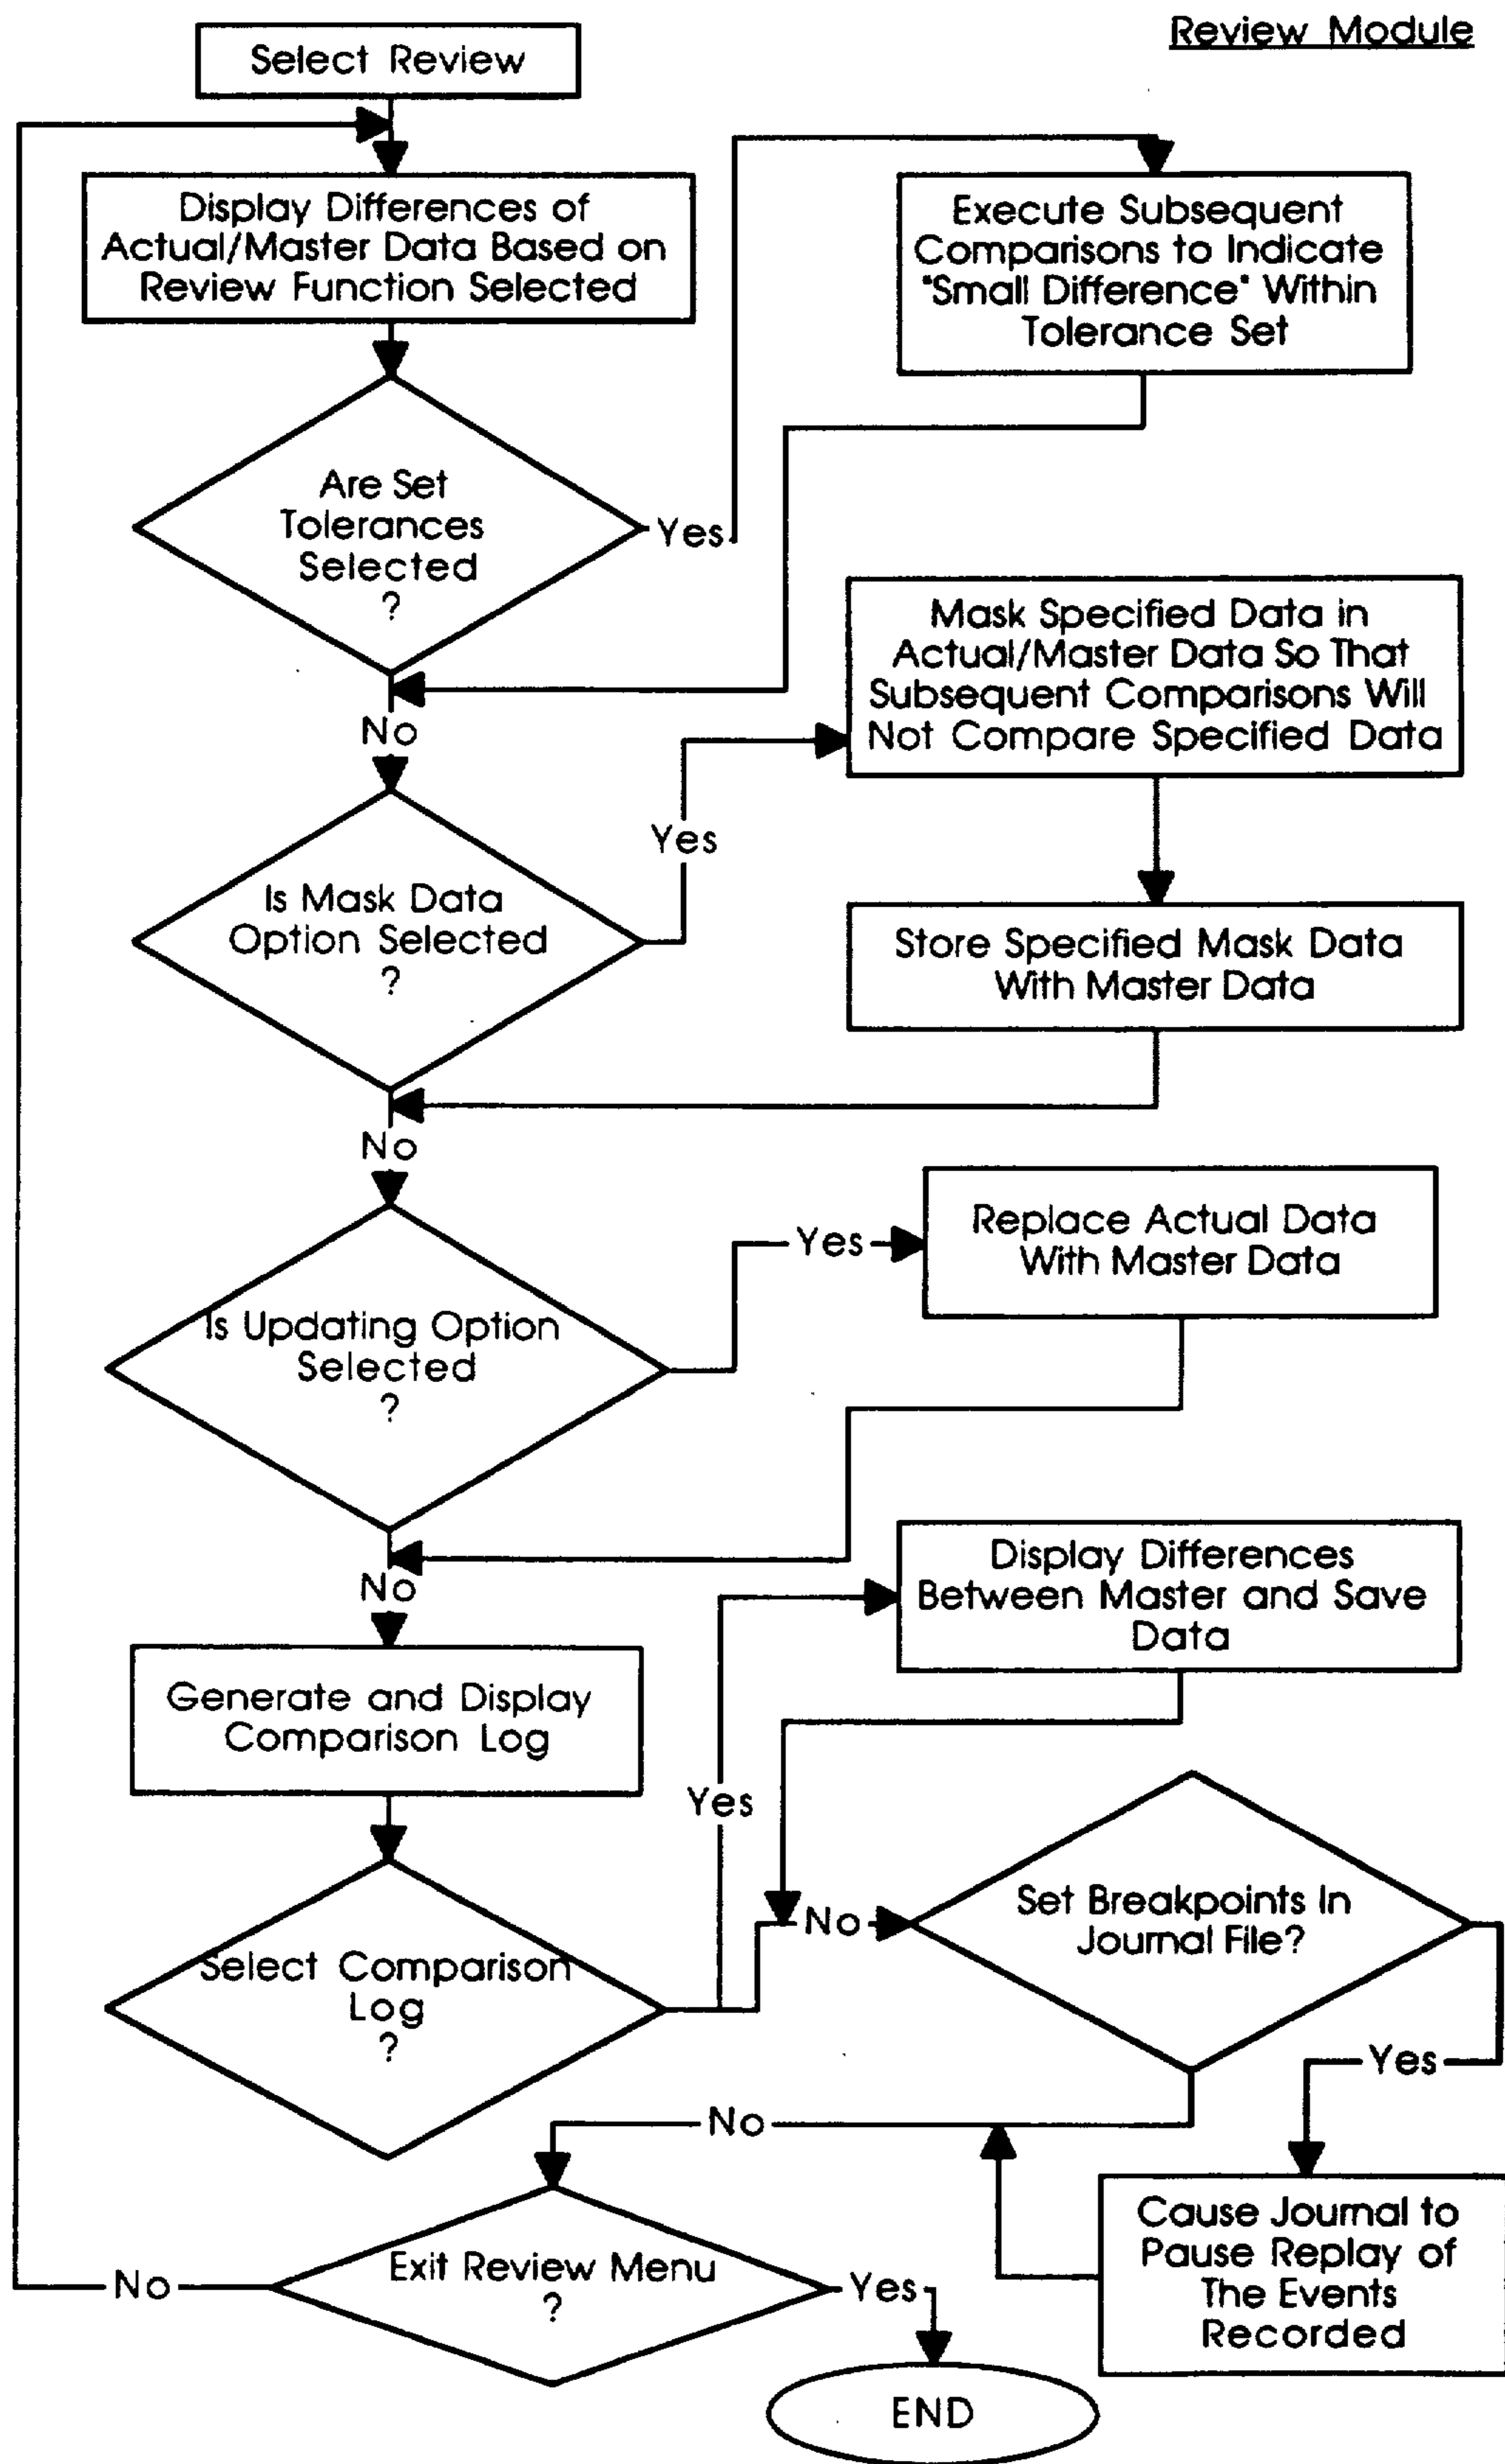 Review Module
Select Review
Display Differences of
Actual/Master Data Based on
Review Function Selected
Execute Subsequent
Comparisons to Indicate
"Small Difference" Within
Tolerance Set
Are Set
Tolerances
Selected
?
Yes
No
Mask Specified Data in
Actual/Master Data So That
Subsequent Comparisons Will
Not Compare Specified Data
Is Mask Data
Option Selected
?
Yes
Store Specified Mask Data
With Master Data
No
Is Updating Option
Selected
?
Yes
Replace Actual Data
With Master Data
No
Display Differences
Between Master and Save
Data
Generate and Display
Comparison Log
Yes
Select Comparison
Log
?
No
Set Breakpoints In
Journal File?
Yes
No
Cause Journal to
Pause Replay of
The Events
Recorded
Exit Review Menu
?
No
Yes
END